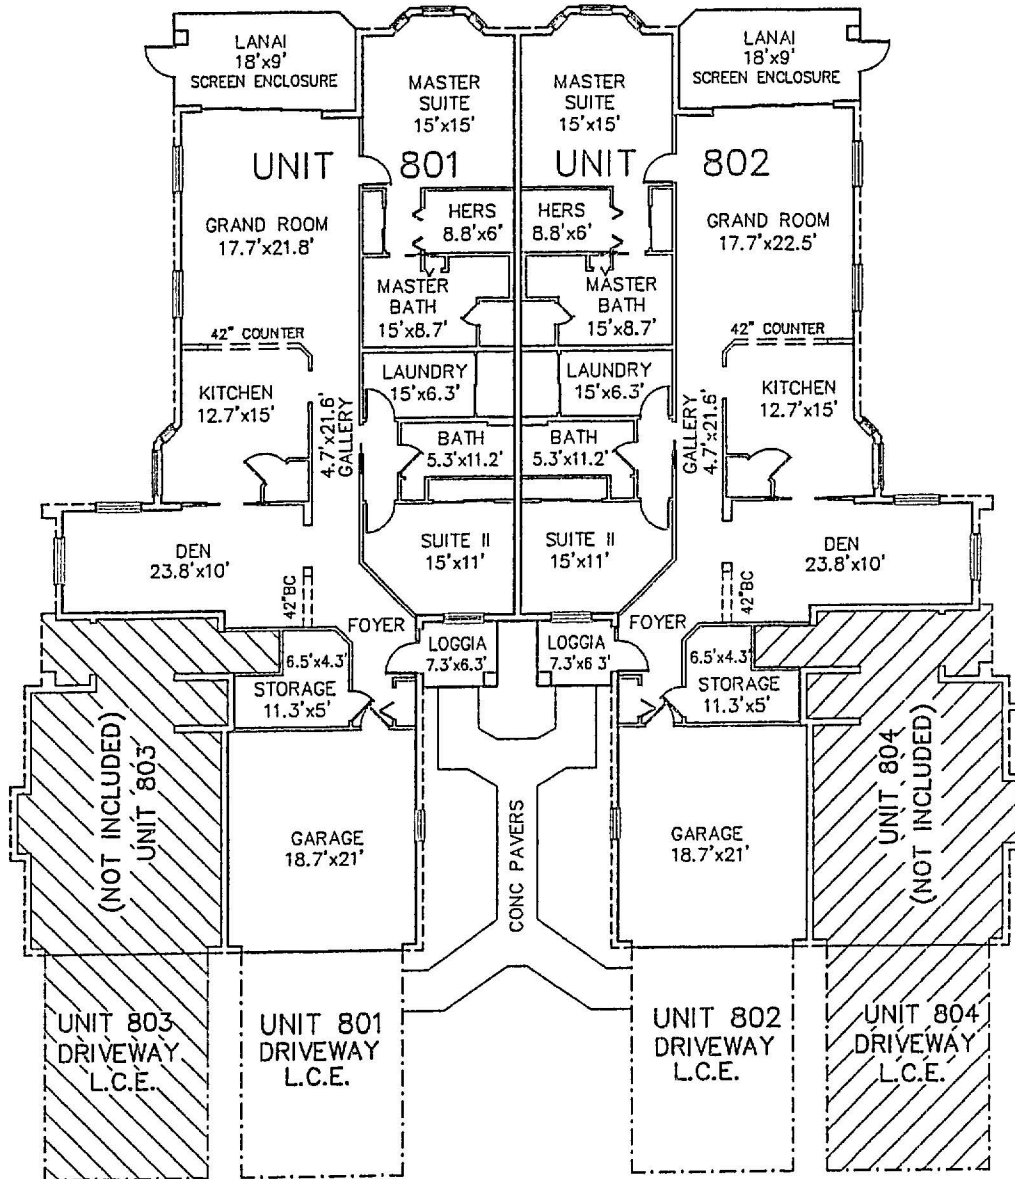 LANAI
18'x9'
SCREEN ENCLOSURE
MASTER
SUITE
15'x15'
MASTER
SUITE
15'x15'
LANAI
18'x9'
SCREEN ENCLOSURE
UNIT 801
UNIT 802
GRAND ROOM
17.7'x21.8'
HERS
8.8'x6'
HERS
8.8'x6'
GRAND ROOM
17.7'x22.5'
MASTER
BATH
15'x8.7'
MASTER
BATH
15'x8.7'
42" COUNTER
42" COUNTER
KITCHEN
12.7'x15'
4.7'x21.6'
GALLERY
LAUNDRY
15'x6.3'
LAUNDRY
15'x6.3'
GALLERY
4.7'x21.6'
KITCHEN
12.7'x15'
BATH
5.3'x11.2'
BATH
5.3'x11.2'
DEN
23.8'x10'
42"BC
SUITE II
15'x11'
SUITE II
15'x11'
42"BC
DEN
23.8'x10'
FOYER
LOGGIA
7.3'x6.3'
LOGGIA
7.3'x6 3'
FOYER
6.5'x4.3'
STORAGE
11.3'x5'
6.5'x4.3'
STORAGE
11.3'x5'
(NOT INCLUDED)
UNIT 803
GARAGE
18.7'x21'
CONC PAVERS
GARAGE
18.7'x21'
UNIT 804
(NOT INCLUDED)
UNIT 803
DRIVEWAY
L.C.E.
UNIT 801
DRIVEWAY
L.C.E.
UNIT 802
DRIVEWAY
L.C.E.
UNIT 804
DRIVEWAY
L.C.E.